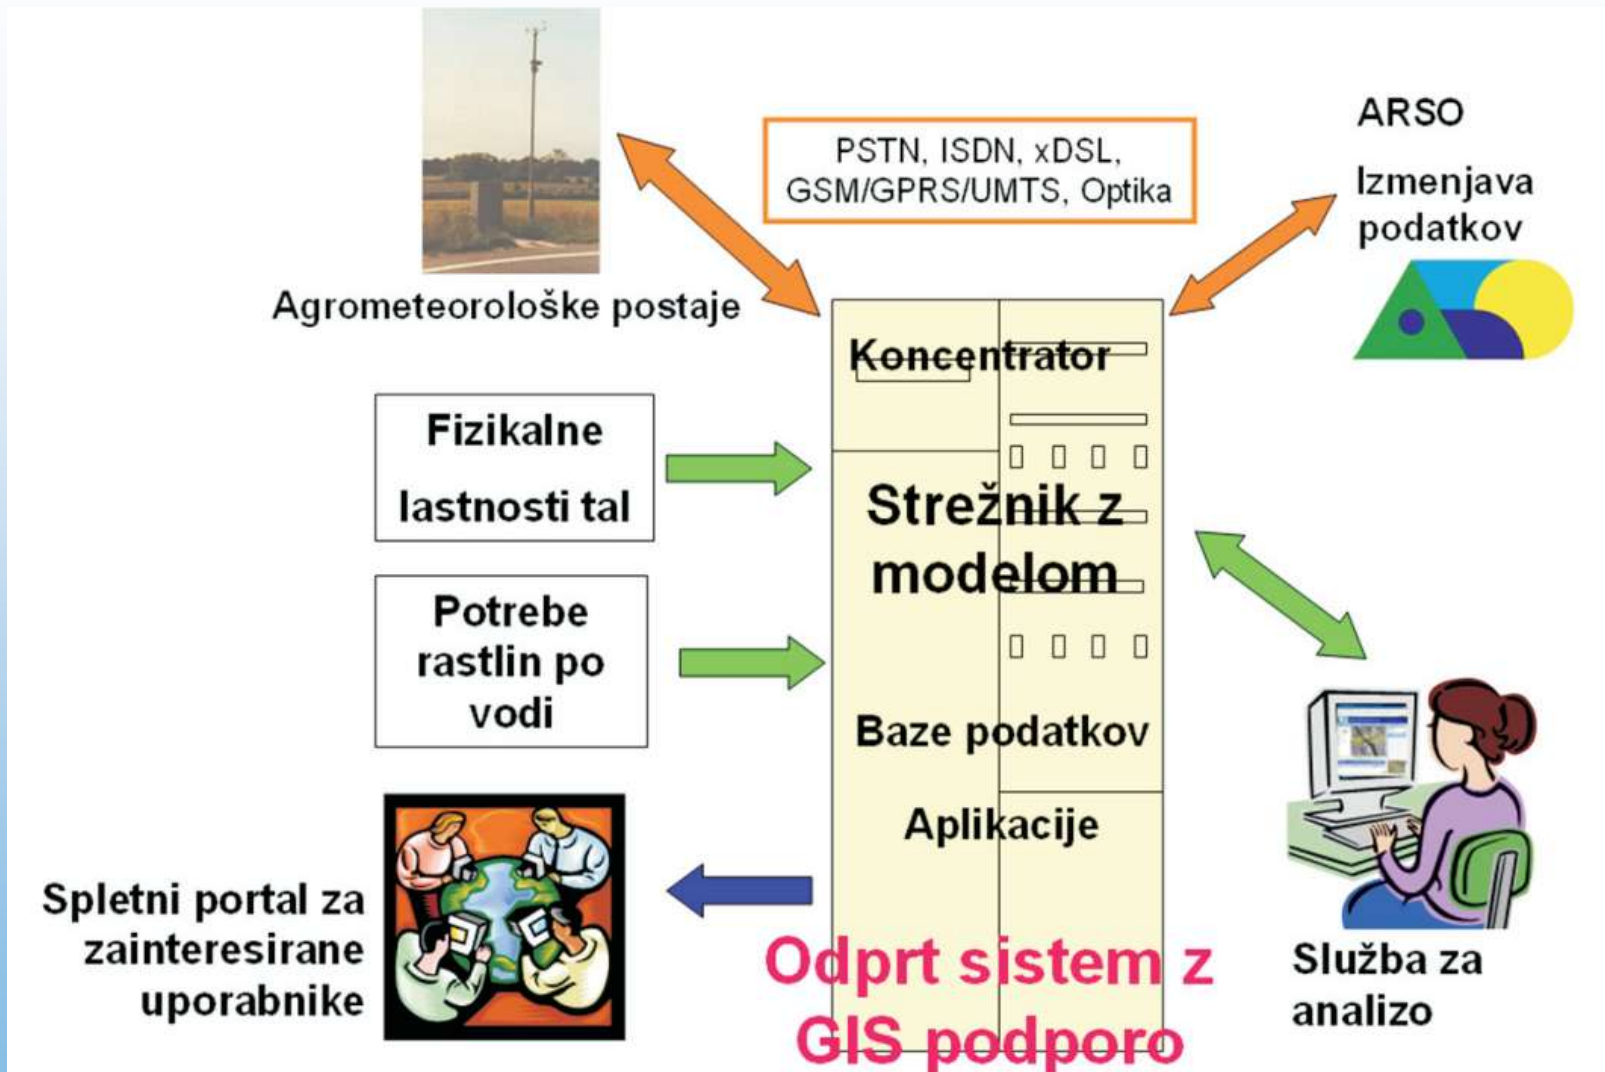 PSTN, ISDN, xDSL,
GSM/GPRS/UMTS, Optika
ARSO
Izmenjava
podatkov
Agrometeorološke postaje
Koncentrator
Fizikalne
lastnosti tal
Strežnik z
modelom
Potrebe
rastlin po
vodi
Baze podatkov
Aplikacije
Spletni portal za
zainteresirane
uporabnike
Odprt sistem z
GIS podporo
Služba za
analizo